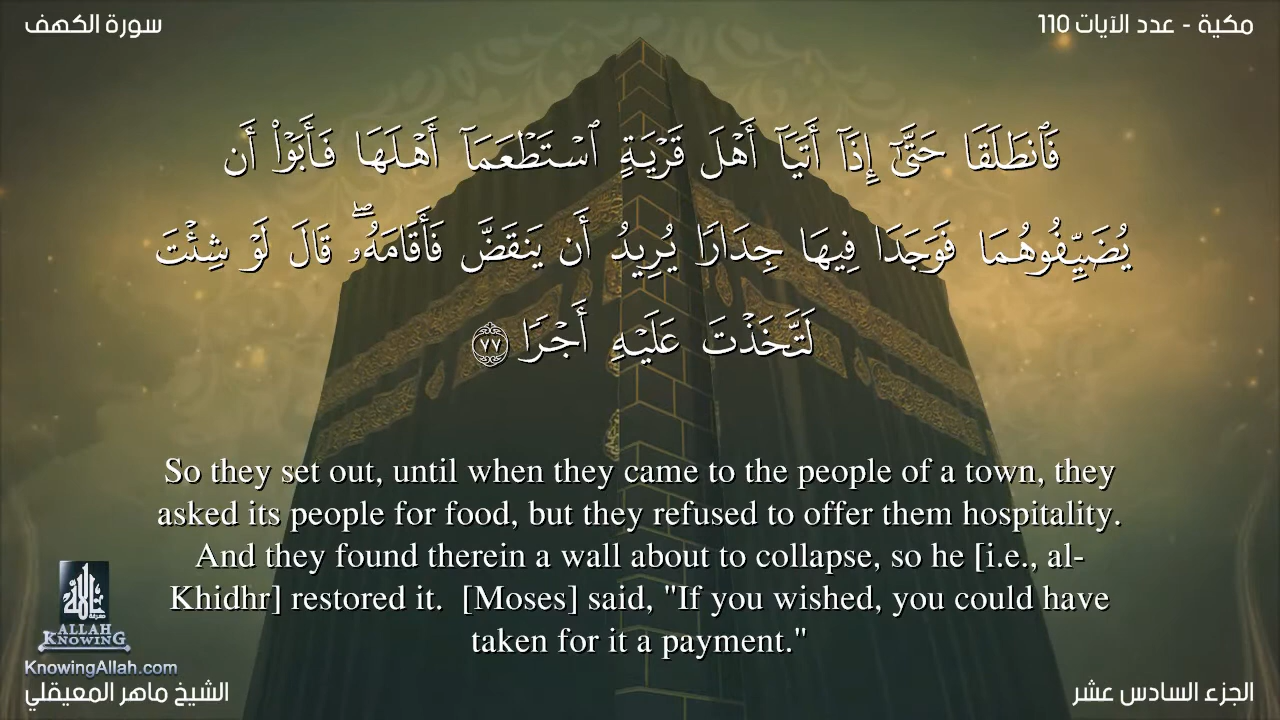 سورة الكهف
مكية - عدد الآيات 110
فَٱنطَلَقَا حَتَّىٰٓ إِذَآ أَتَيَآ أَهْلَ قَرْيَةٍ ٱسْتَطْعَمَآ أَهْلَهَا فَأَبَوْا۟ أَن
يُضَيِّفُوهُمَا فَوَجَدَا فِيهَا جِدَارًا يُرِيدُ أَن يَنقَضَّ فَأَقَامَهُۥۖ قَالَ لَوْ شِئْتَ
لَتَّخَذْتَ عَلَيْهِ أَجْرًا ٧٧
So they set out, until when they came to the people of a town, they
asked its people for food, but they refused to offer them hospitality.
And they found therein a wall about to collapse, so he [i.e., al-
Khidhr] restored it.  [Moses] said, "If you wished, you could have
taken for it a payment."
ALLAH
KNOWING
KnowingAllah.com
الشيخ ماهر المعيقلي
الجزء السادس عشر